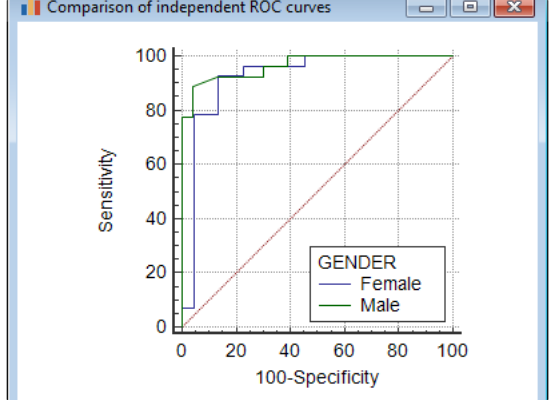 Comparison of independent ROC curves
100
80
60
40
20
0
Sensitivity
GENDER
Female
Male
0 20 40 60 80 100
100-Specificity